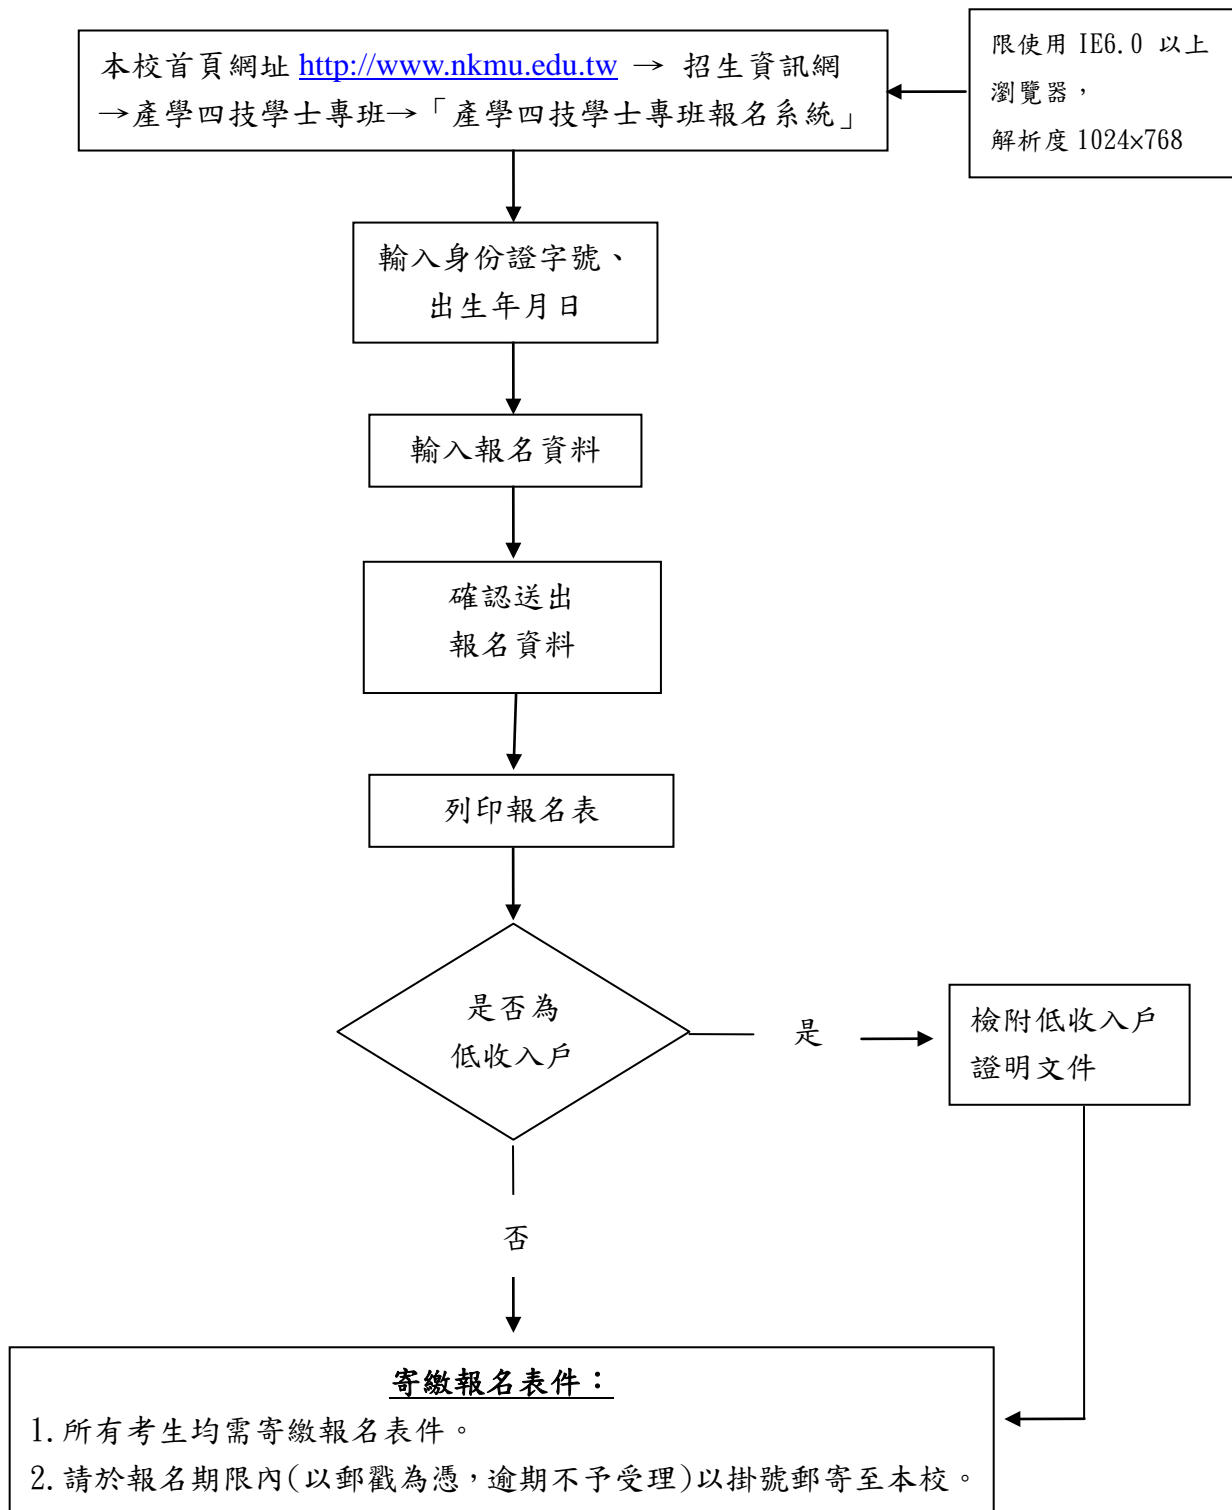 本校首頁網址 http://www.nkmu.edu.tw → 招生資訊網
→產學四技學士專班→「產學四技學士專班報名系統」
限使用 IE6.0 以上
瀏覽器，
解析度 1024×768
輸入身份證字號、
出生年月日
輸入報名資料
確認送出
報名資料
列印報名表
是否為
低收入戶
是
檢附低收入戶
證明文件
否
寄繳報名表件：
1.所有考生均需寄繳報名表件。
2.請於報名期限內(以郵戳為憑，逾期不予受理)以掛號郵寄至本校。